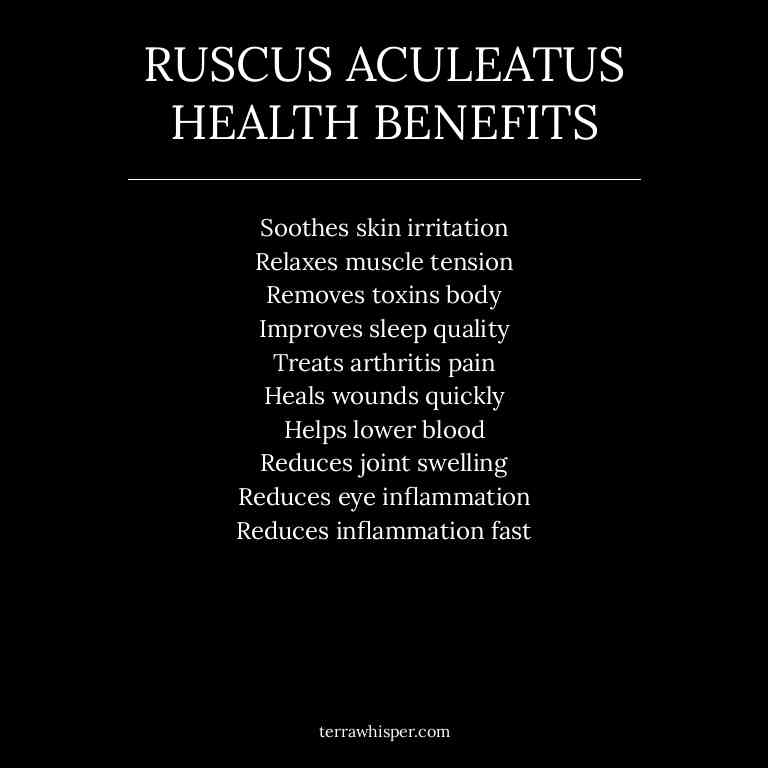 RUSCUS ACULEATUS
HEALTH BENEFITS
Soothes skin irritation
Relaxes muscle tension
Removes toxins body
Improves sleep quality
Treats arthritis pain
Heals wounds quickly
Helps lower blood
Reduces joint swelling
Reduces eye inflammation
Reduces inflammation fast
terrawhisper.com